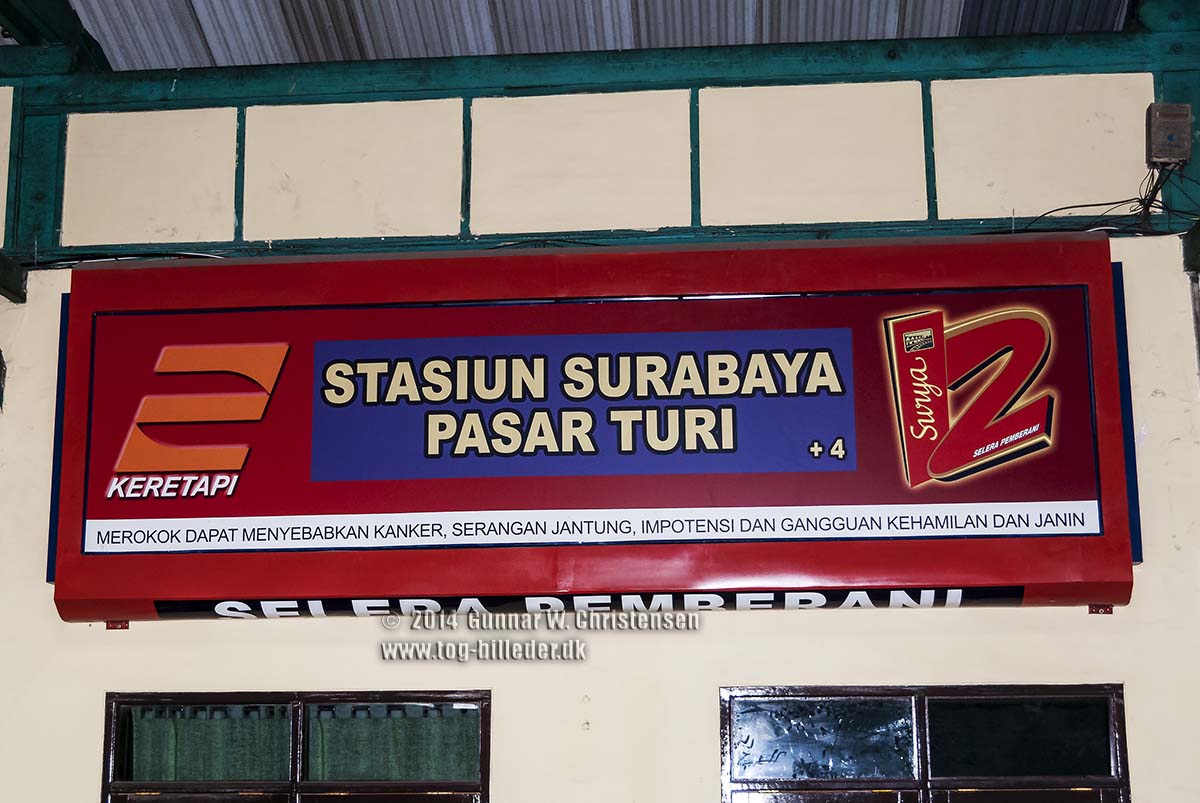 STASIUN SURABAYA
PASAR TURI
+ 4
KERETAPI
Surya
SELERA PEMBERANI
MEROKOK DAPAT MENYEBABKAN KANKER, SERANGAN JANTUNG, IMPOTENSI DAN GANGGUAN KEHAMILAN DAN JANIN
SELERA PEMBERANI
© 2014 Gunnar W. Christensen
www.tog-billeder.dk